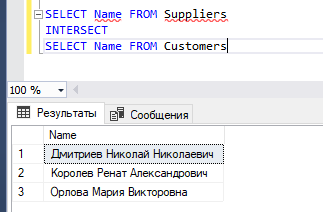 SELECT Name FROM Suppliers
INTERSECT
SELECT Name FROM Customers
100 %
Результаты Сообщения
Name
1 Дмитриев Николай Николаевич
2 Королев Ренат Александрович
3 Орлова Мария Викторовна